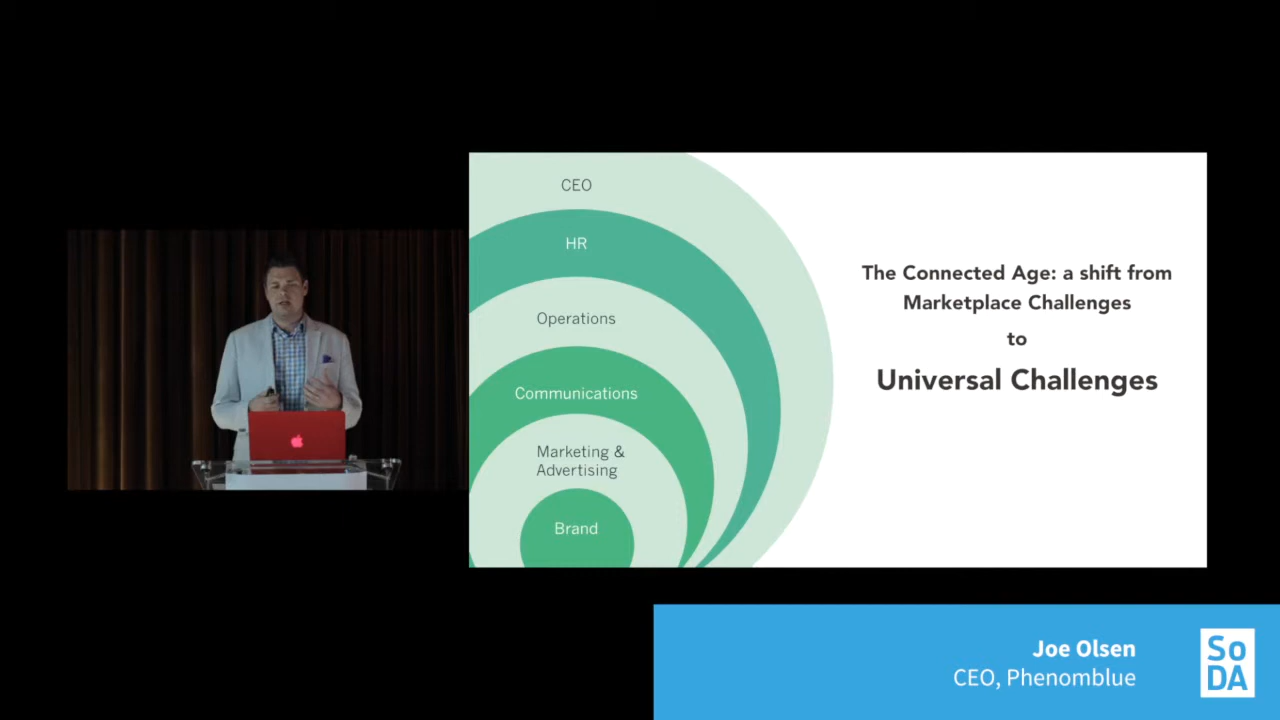 CEO
HR
Operations
Communications
Marketing &
Advertising
Brand
The Connected Age: a shift from
Marketplace Challenges
to
Universal Challenges
Joe Olsen
CEO, Phenomblue
So
DA